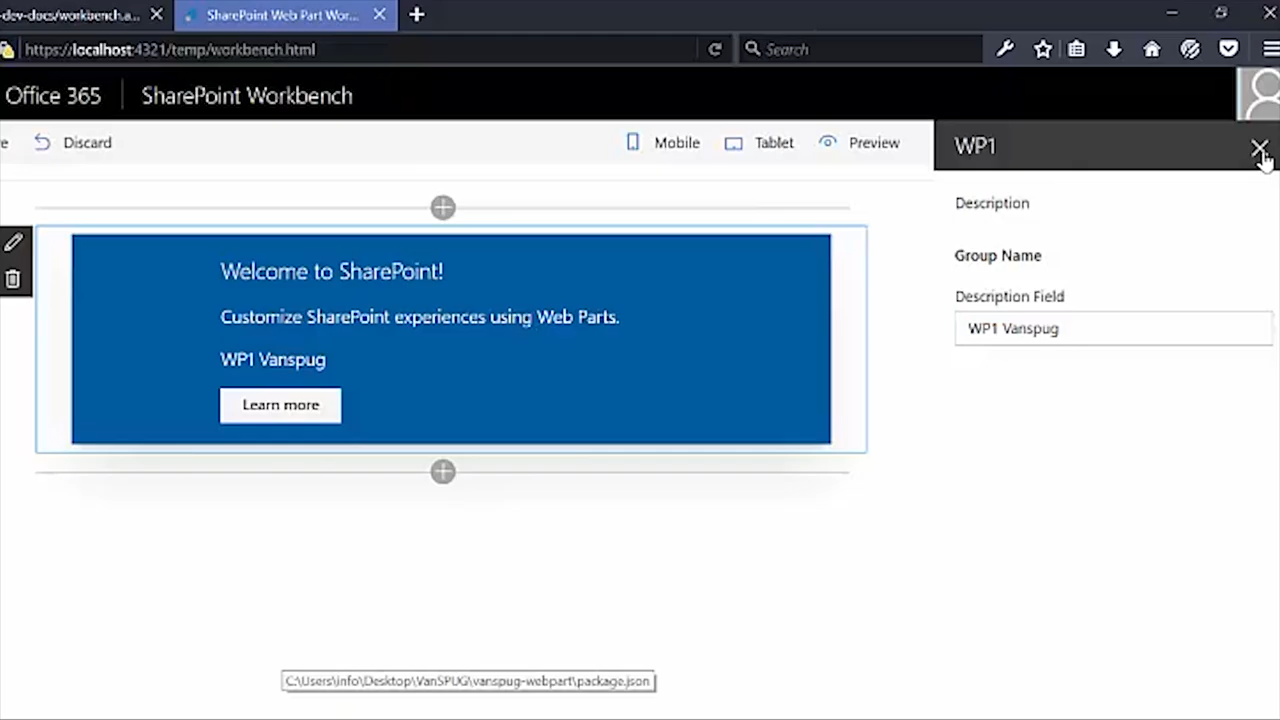 -dev-docs/workbench.a...
SharePoint Web Part Wor...
https://localhost:4321/temp/workbench.html
Search
Office 365
SharePoint Workbench
e
Discard
Mobile
Tablet
Preview
WP1
Description
Group Name
Description Field
WP1 Vanspug
Welcome to SharePoint!
Customize SharePoint experiences using Web Parts.
WP1 Vanspug
Learn more
C:\Users\info\Desktop\VanSPUG\vanspug-webpart\package.json